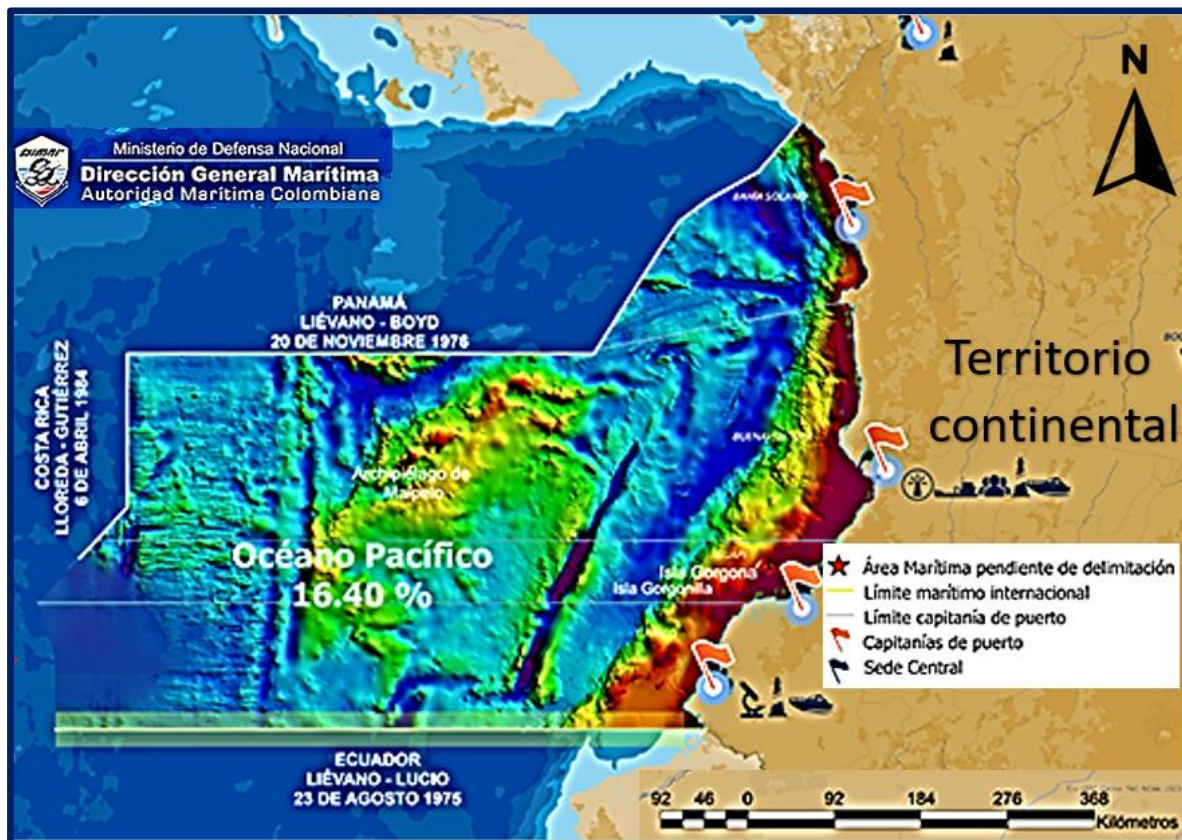 N
Ministerio de Defensa Nacional
Dirección General Marítima
Autoridad Marítima Colombiana
BAHÍA SOLANO
PANAMÁ
LIÉVANO - BOYD
20 DE NOVIEMBRE 1976
COSTA RICA
LLOREDA - GUTIÉRREZ
6 DE ABRIL 1984
Territorio
continental
Archipiélago de
Malpelo
Océano Pacífico
16.40 %
Isla Gorgona
Isla Gorgonilla
Área Marítima pendiente de delimitación
Límite marítimo internacional
Límite capitanía de puerto
Capitanías de puerto
Sede Central
ECUADOR
LIÉVANO - LUCIO
23 DE AGOSTO 1975
92 46 0 92 184 276 368
Kilómetros